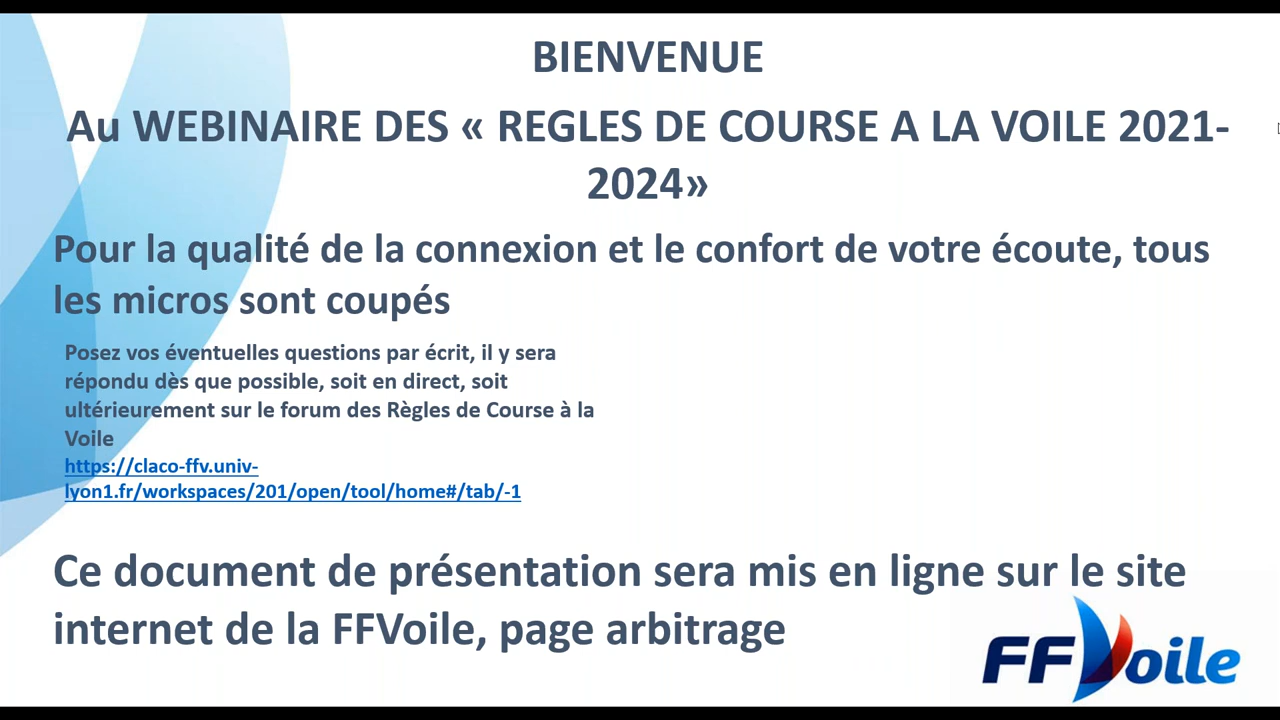 BIENVENUE
Au WEBINAIRE DES « REGLES DE COURSE A LA VOILE 2021-
2024»
Pour la qualité de la connexion et le confort de votre écoute, tous
les micros sont coupés
Posez vos éventuelles questions par écrit, il y sera
répondu dès que possible, soit en direct, soit
ultérieurement sur le forum des Règles de Course à la
Voile
https://claco-ffv.univ-
lyon1.fr/workspaces/201/open/tool/home#/tab/-1
Ce document de présentation sera mis en ligne sur le site
internet de la FFVoile, page arbitrage
FFVoile